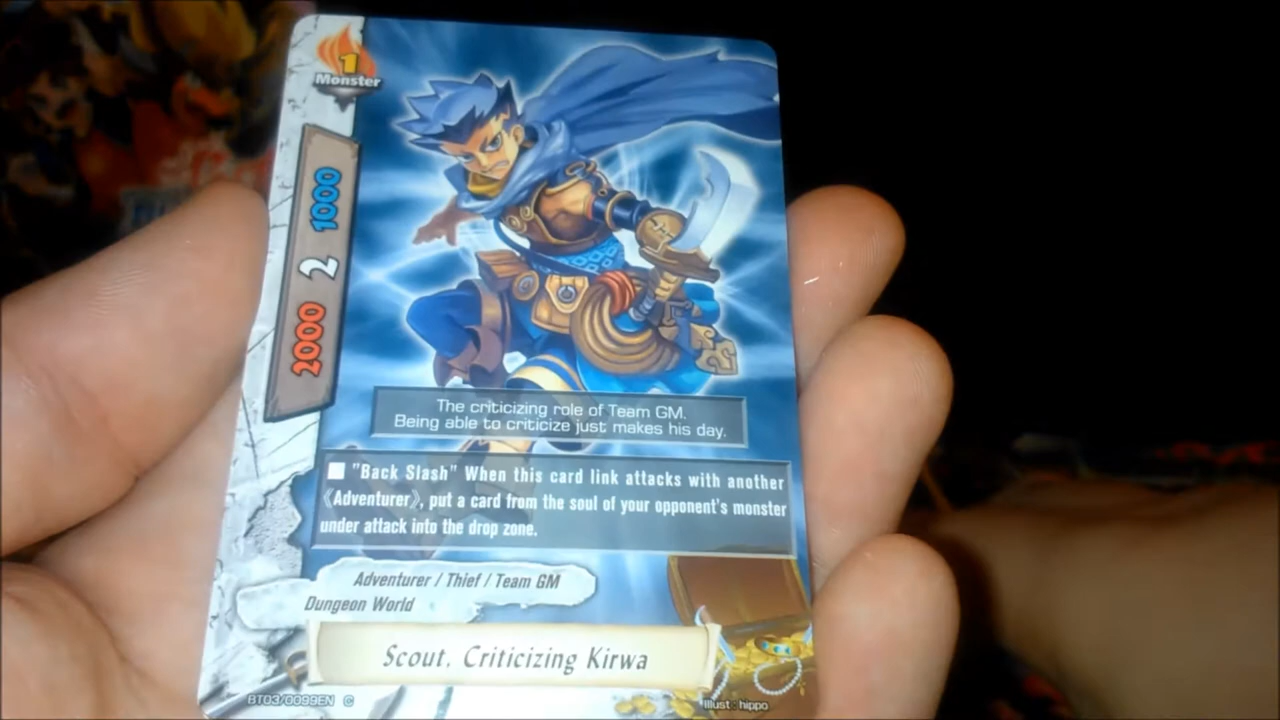 1
Monster
1000
2
2000
The criticizing role of Team GM.
Being able to criticize just makes his day.
■ "Back Slash" When this card link attacks with another
《Adventurer》, put a card from the soul of your opponent's monster
under attack into the drop zone.
Adventurer / Thief / Team GM
Dungeon World
Scout, Criticizing Kirwa
BT03/0099EN C
Illust : hippo